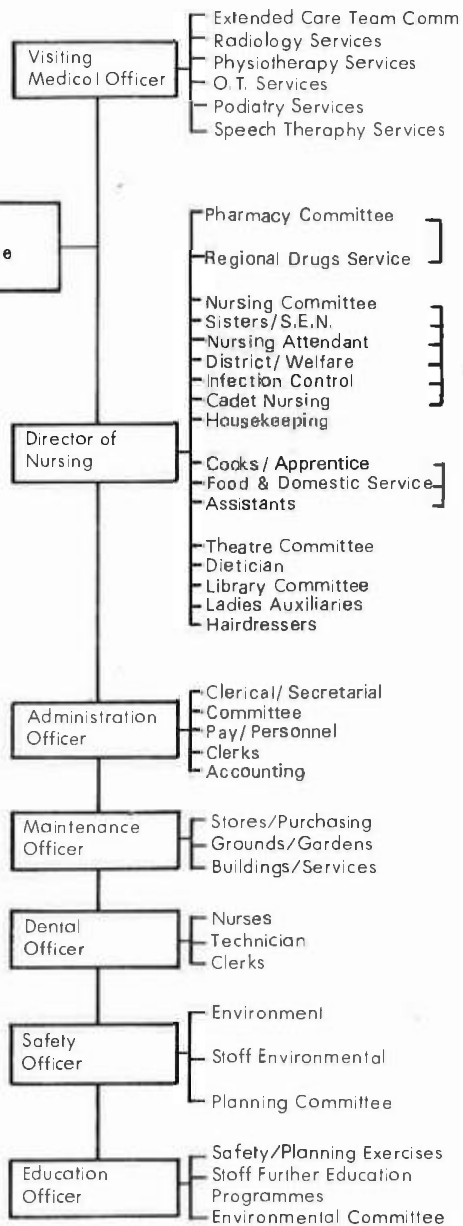 Visiting
Medical Officer
Extended Care Team Comm
Radiology Services
Physiotherapy Services
O.T. Services
Podiatry Services
Speech Theraphy Services
e
Director of
Nursing
Pharmacy Committee
Regional Drugs Service
Nursing Committee
Sisters/S.E.N.
Nursing Attendant
District/Welfare
Infection Control
Cadet Nursing
Housekeeping
Cooks/Apprentice
Food & Domestic Service
Assistants
Theatre Committee
Dietician
Library Committee
Ladies Auxiliaries
Hairdressers
Administration
Officer
Clerical/Secretarial
Committee
Pay/Personnel
Clerks
Accounting
Maintenance
Officer
Stores/Purchasing
Grounds/Gardens
Buildings/Services
Dental
Officer
Nurses
Technician
Clerks
Safety
Officer
Environment
Staff Environmental
Planning Committee
Education
Officer
Safety/Planning Exercises
Staff Further Education
Programmes
Environmental Committee